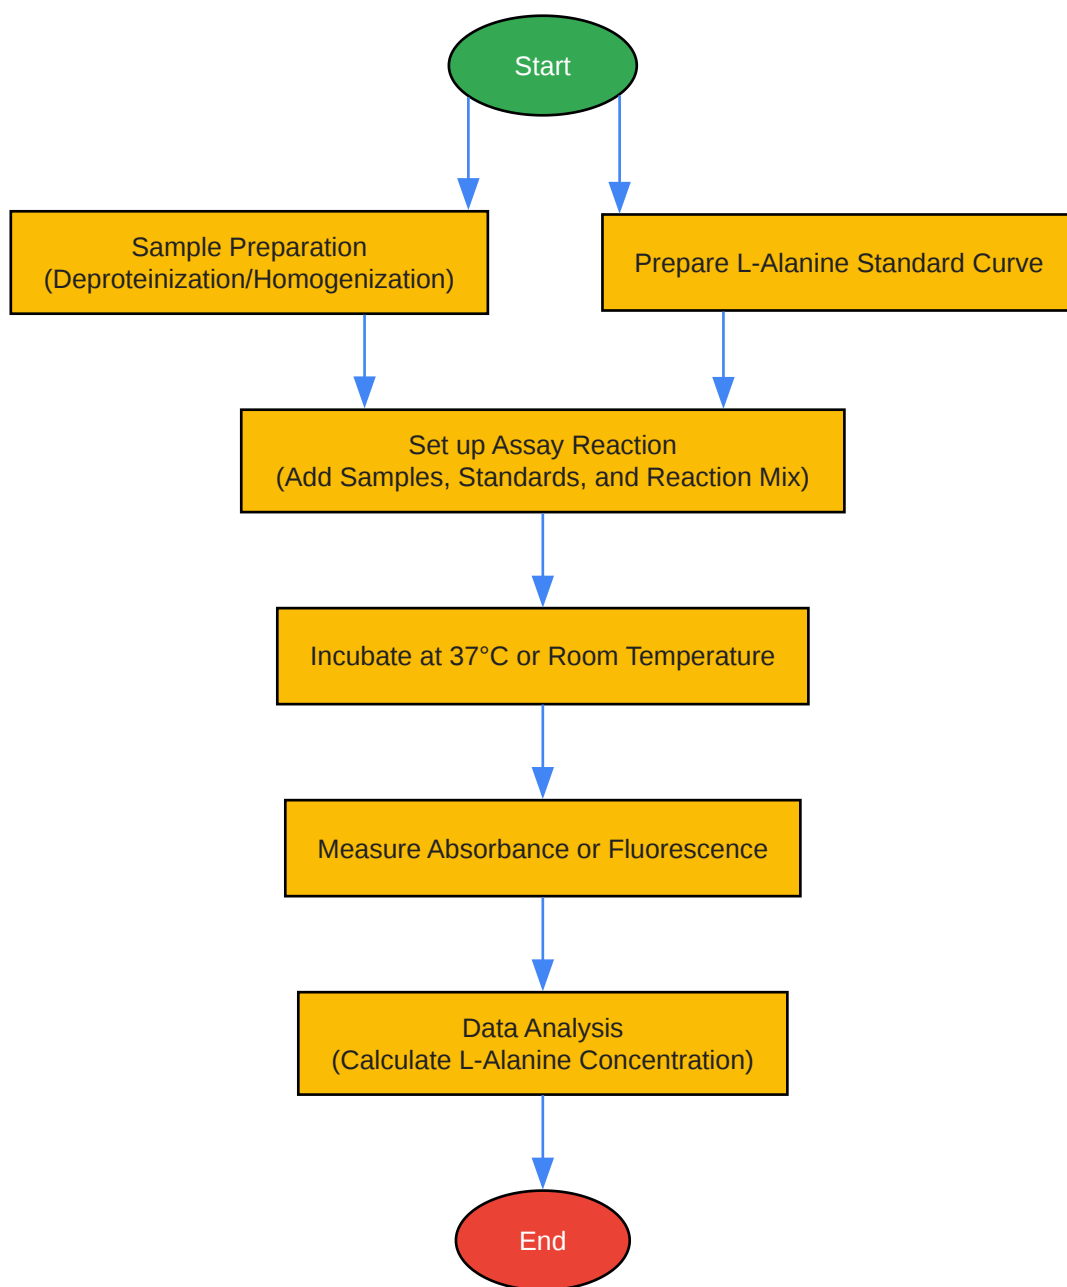 Start
Sample Preparation
(Deproteinization/Homogenization)
Prepare L-Alanine Standard Curve
Set up Assay Reaction
(Add Samples, Standards, and Reaction Mix)
Incubate at 37°C or Room Temperature
Measure Absorbance or Fluorescence
Data Analysis
(Calculate L-Alanine Concentration)
End